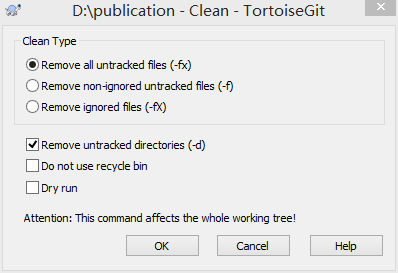 D:\publication - Clean - TortoiseGit
Clean Type
Remove all untracked files (-fx)
Remove non-ignored untracked files (-f)
Remove ignored files (-fX)
Remove untracked directories (-d)
Do not use recycle bin
Dry run
Attention: This command affects the whole working tree!
OK
Cancel
Help